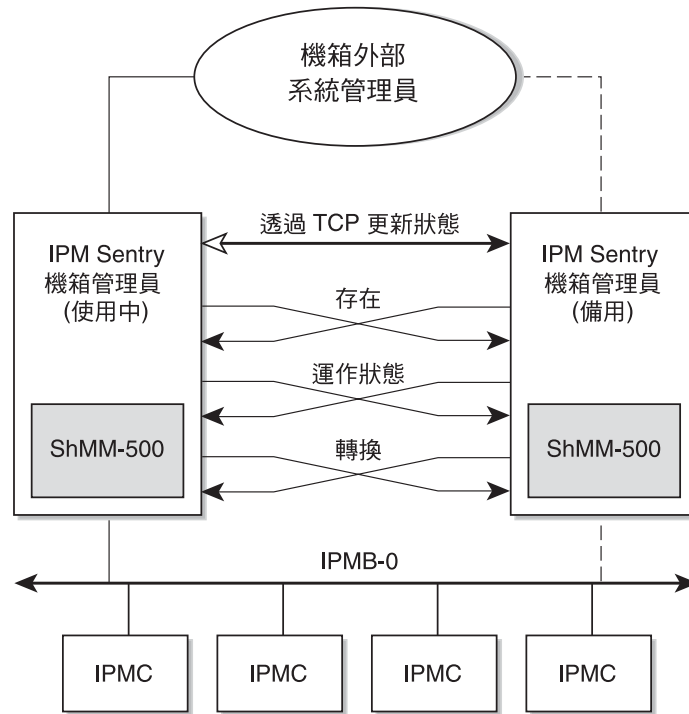 機箱外部
系統管理員
透過 TCP 更新狀態
IPM Sentry
機箱管理員
(使用中)
IPM Sentry
機箱管理員
(備用)
存在
運作狀態
轉換
ShMM-500
ShMM-500
IPMB-0
IPMC
IPMC
IPMC
IPMC